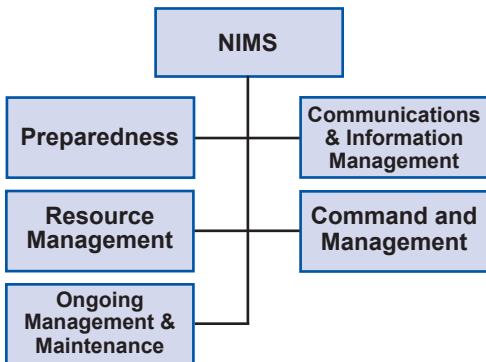 NIMS
Preparedness
Communications
& Information
Management
Resource
Management
Command and
Management
Ongoing
Management &
Maintenance